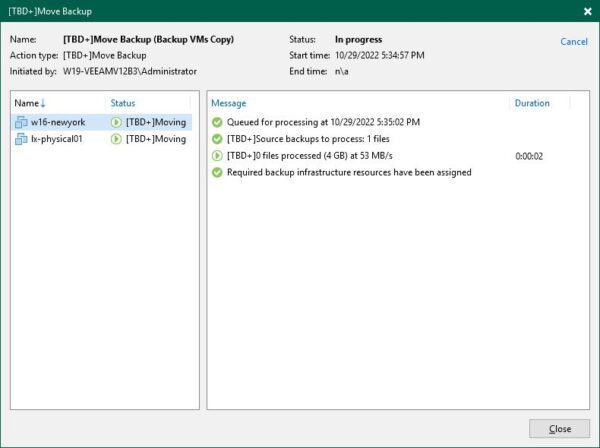 [TBD+]Move Backup
Name: [TBD+]Move Backup (Backup VMs Copy) Status: In progress Cancel
Action type: [TBD+]Move Backup Start time: 10/29/2022 5:34:57 PM
Initiated by: W19-VEEAMV12B3\Administrator End time: n\a
Name Status Message Duration
w16-newyork [TBD+]Moving Queued for processing at 10/29/2022 5:35:02 PM
lx-physical01 [TBD+]Moving [TBD+]Source backups to process: 1 files
[TBD+]0 files processed (4 GB) at 53 MB/s 0:00:02
Required backup infrastructure resources have been assigned
Close